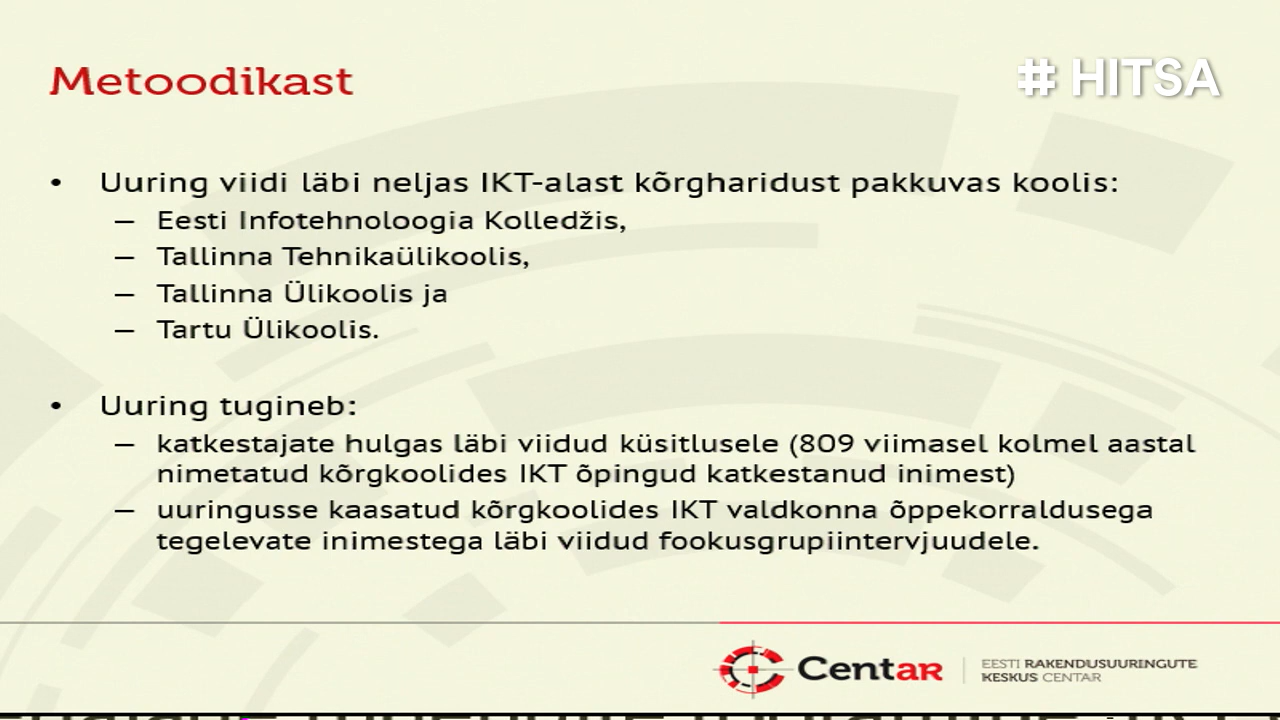 Metoodikast
# HITSA
• Uuring viidi läbi neljas IKT-alast kõrgharidust pakkuvas koolis:
– Eesti Infotehnoloogia Kolledžis,
– Tallinna Tehnikaülikoolis,
– Tallinna Ülikoolis ja
– Tartu Ülikoolis.
• Uuring tugineb:
– katkestajate hulgas läbi viidud küsitlusele (809 viimasel kolmel aastal
nimetatud kõrgkoolides IKT õpingud katkestanud inimest)
– uuringusse kaasatud kõrgkoolides IKT valdkonna õppekorraldusega
tegelevate inimestega läbi viidud fookusgrupiintervjuudele.
CentAR
EESTI RAKENDUSUURINGUTE
KESKUS CENTAR